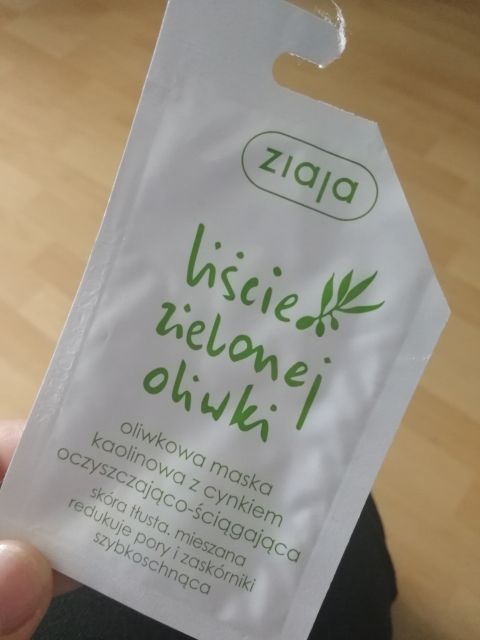 ziaja
liście
zielonej
oliwki
oliwkowa maska
kaolinowa z cynkiem
oczyszczająco-ściągająca
skóra tłusta, mieszana
redukuje pory i zaskórniki
szybkoschnąca